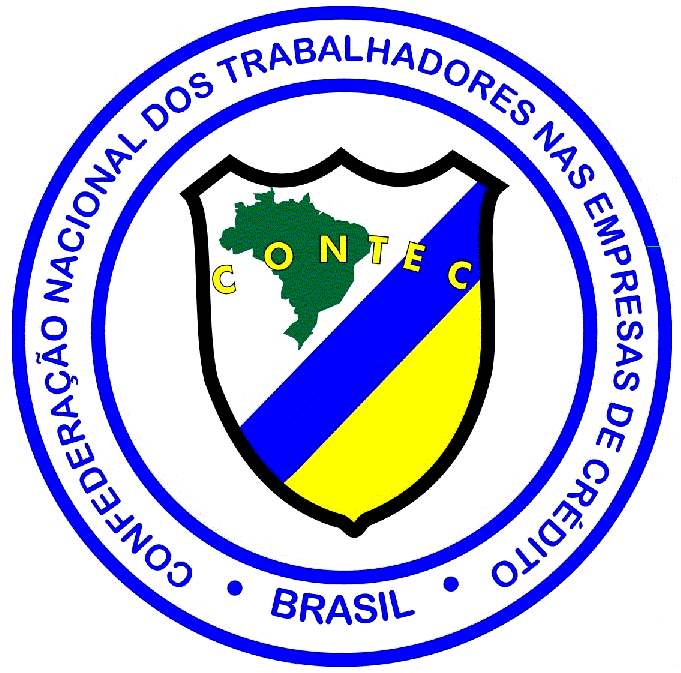 CONFEDERAÇÃO NACIONAL DOS TRABALHADORES NAS EMPRESAS DE CRÉDITO
CONTEC
• BRASIL •